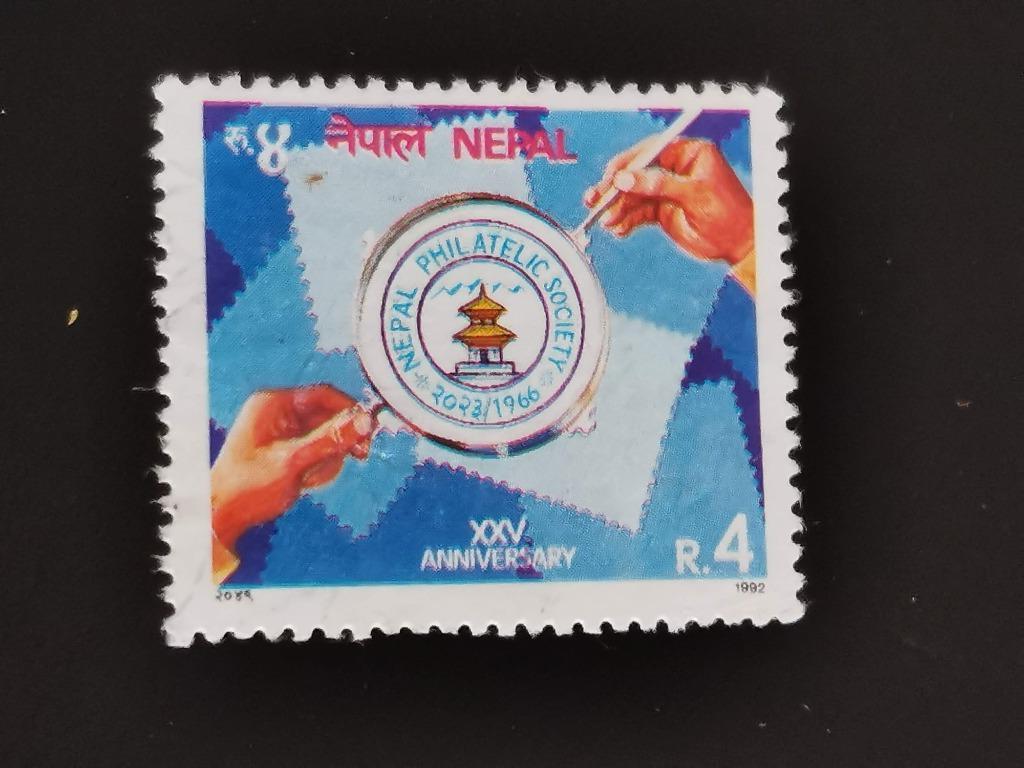 रु.४ नेपाल NEPAL
NEPAL PHILATELIC SOCIETY
२०२३/1966
XXV
ANNIVERSARY
R.4
२०४९ 1992